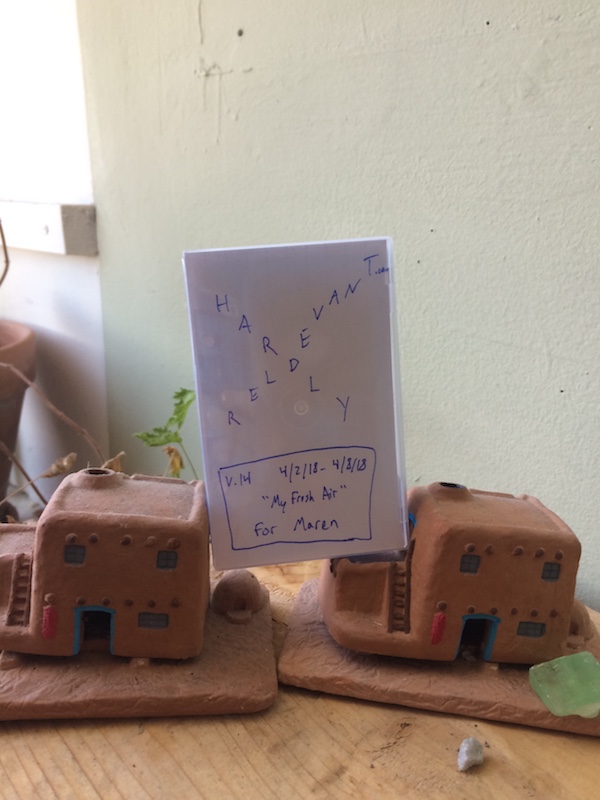 HARDLY
RELEVANT
V.14 4/2/18- 4/8/18
"My Fresh Air"
For Maren